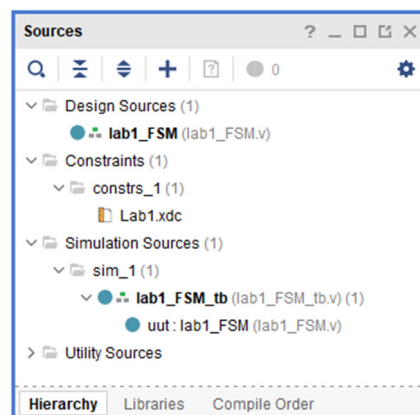 Sources
? _ X
+ ? 0
Design Sources (1)
lab1_FSM (lab1_FSM.v)
Constraints (1)
constrs_1 (1)
Lab1.xdc
Simulation Sources (1)
sim_1 (1)
lab1_FSM_tb (lab1_FSM_tb.v) (1)
uut : lab1_FSM (lab1_FSM.v)
Utility Sources
Hierarchy Libraries Compile Order